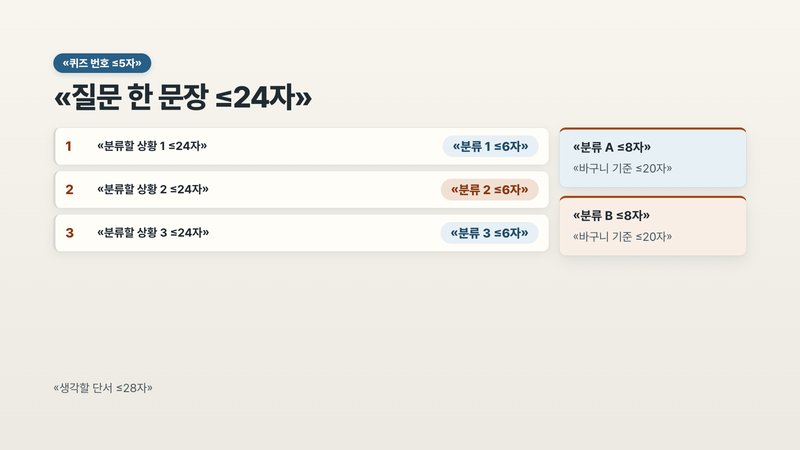 «퀴즈 번호 ≤5자»
«질문 한 문장 ≤24자»
1 «분류할 상황 1 ≤24자» «분류 1 ≤6자»
2 «분류할 상황 2 ≤24자» «분류 2 ≤6자»
3 «분류할 상황 3 ≤24자» «분류 3 ≤6자»
«분류 A ≤8자»
«바구니 기준 ≤20자»
«분류 B ≤8자»
«바구니 기준 ≤20자»
«생각할 단서 ≤28자»